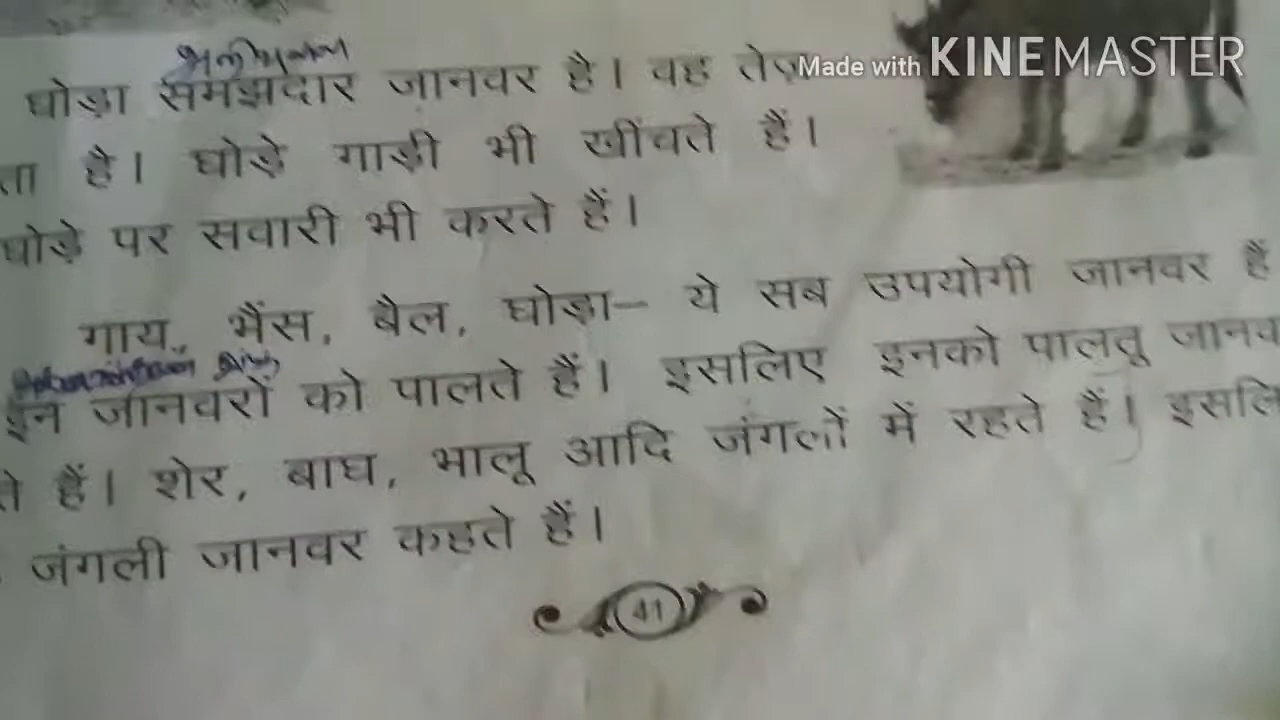 घोड़ा समझदार जानवर है। वह तेज़
Made with KINEMASTER
ता है। घोड़े गाड़ी भी खींचते हैं।
घोड़े पर सवारी भी करते हैं।
गाय, भैंस, बैल, घोड़ा– ये सब उपयोगी जानवर हैं
इन जानवरों को पालते हैं। इसलिए इनको पालतू जानव
ते हैं। शेर, बाघ, भालू आदि जंगलों में रहते हैं। इसलि
जंगली जानवर कहते हैं।
41